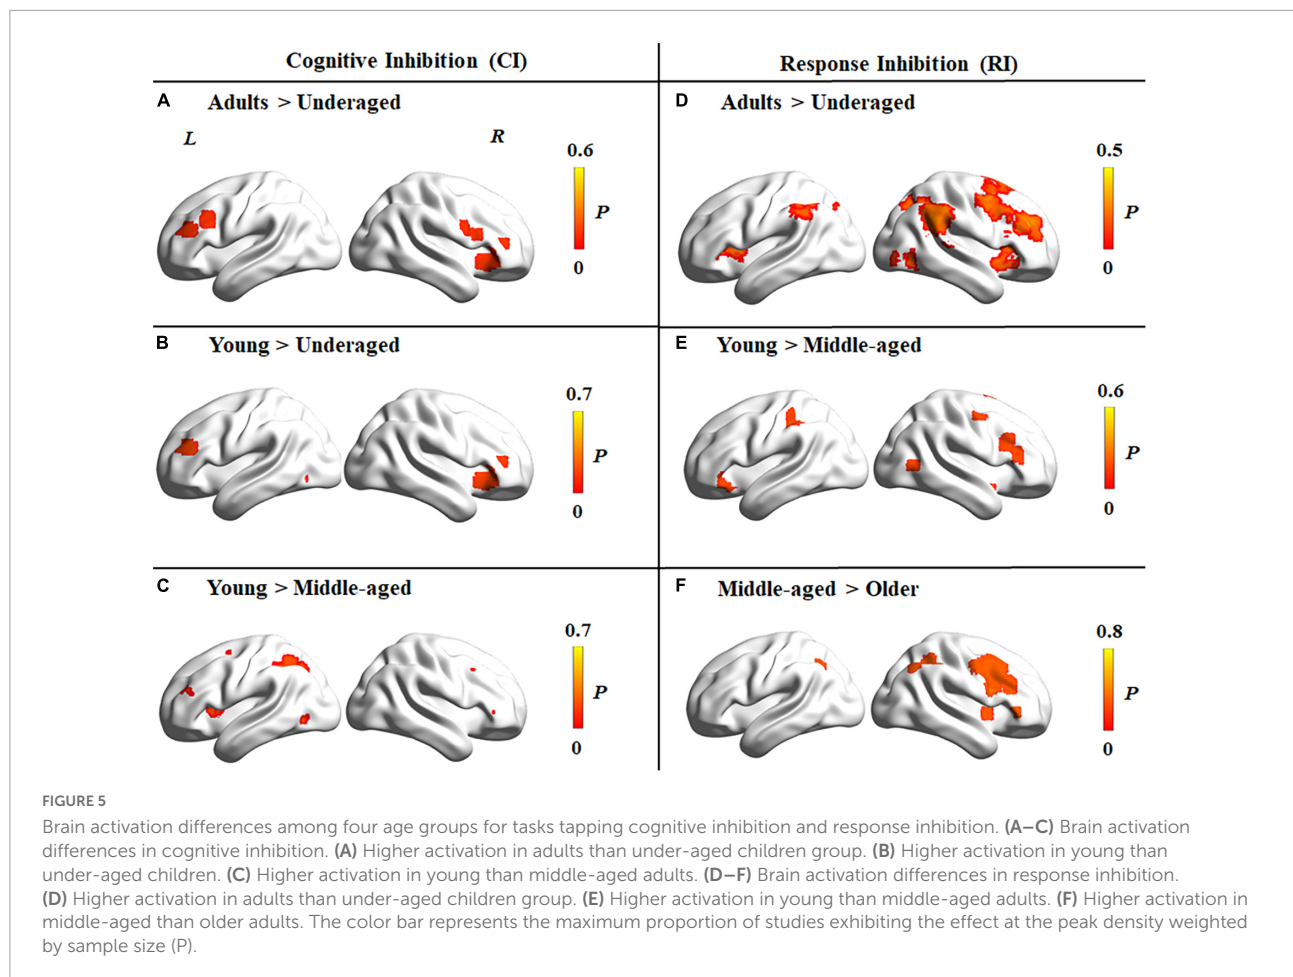 Cognitive Inhibition (CI)
Response Inhibition (RI)
A Adults > Underaged
L
R
0.6
P
0
D Adults > Underaged
0.5
P
0
B Young > Underaged
0.7
P
0
E Young > Middle-aged
0.6
P
0
C Young > Middle-aged
0.7
P
0
F Middle-aged > Older
0.8
P
0
FIGURE 5
Brain activation differences among four age groups for tasks tapping cognitive inhibition and response inhibition. (A–C) Brain activation
differences in cognitive inhibition. (A) Higher activation in adults than under-aged children group. (B) Higher activation in young than
under-aged children. (C) Higher activation in young than middle-aged adults. (D–F) Brain activation differences in response inhibition.
(D) Higher activation in adults than under-aged children group. (E) Higher activation in young than middle-aged adults. (F) Higher activation in
middle-aged than older adults. The color bar represents the maximum proportion of studies exhibiting the effect at the peak density weighted
by sample size (P).